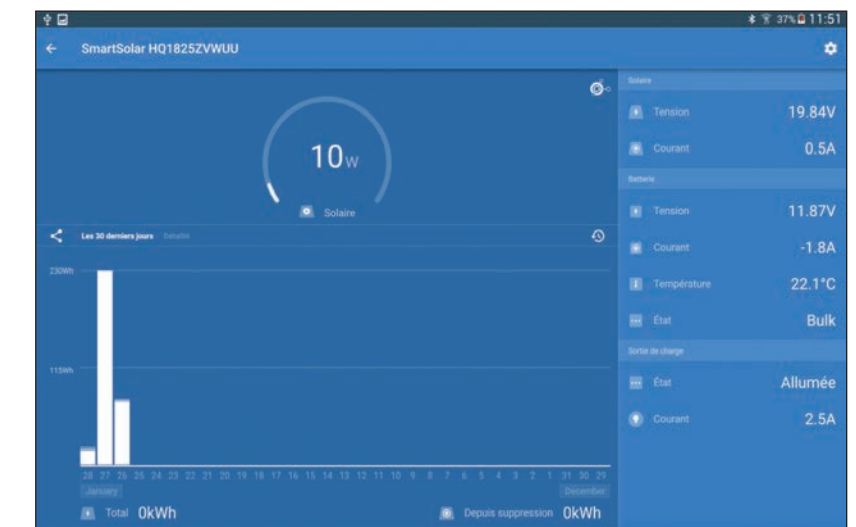 37% 11:51
SmartSolar HQ1825ZVWUU
10W
Solaire
Les 30 derniers jours Détaillé
230Wh
115Wh
28 27 26 25 24 23 22 21 20 19 18 17 16 15 14 13 12 11 10 9 8 7 6 5 4 3 2 1 31 30 29
January December
Total 0kWh Depuis suppression 0kWh
Solaire
Tension 19.84V
Courant 0.5A
Batterie
Tension 11.87V
Courant -1.8A
Température 22.1°C
État Bulk
Sortie de charge
État Allumée
Courant 2.5A